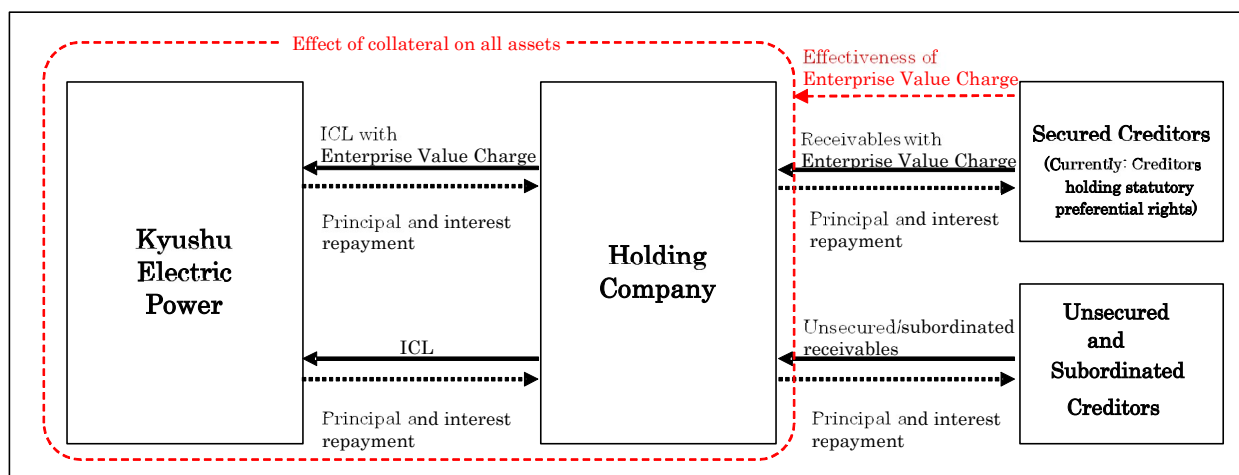 Effect of collateral on all assets
Effectiveness of
Enterprise Value Charge
Kyushu
Electric
Power
ICL with
Enterprise Value Charge
Principal and interest
repayment
ICL
Principal and interest
repayment
Holding
Company
Receivables with
Enterprise Value Charge
Principal and interest
repayment
Unsecured/subordinated
receivables
Principal and interest
repayment
Secured Creditors
(Currently: Creditors
holding statutory
preferential rights)
Unsecured
and
Subordinated
Creditors